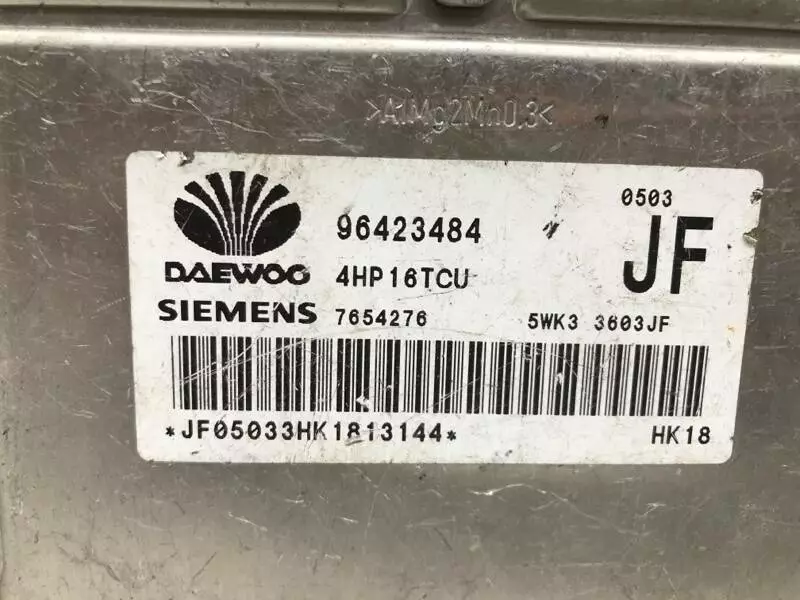 >AlMg2Mn0.3<
0503
96423484
JF
DAEWOO 4HP16TCU
SIEMENS 7654276 5WK3 3603JF
*JF05033HK1813144* HK18